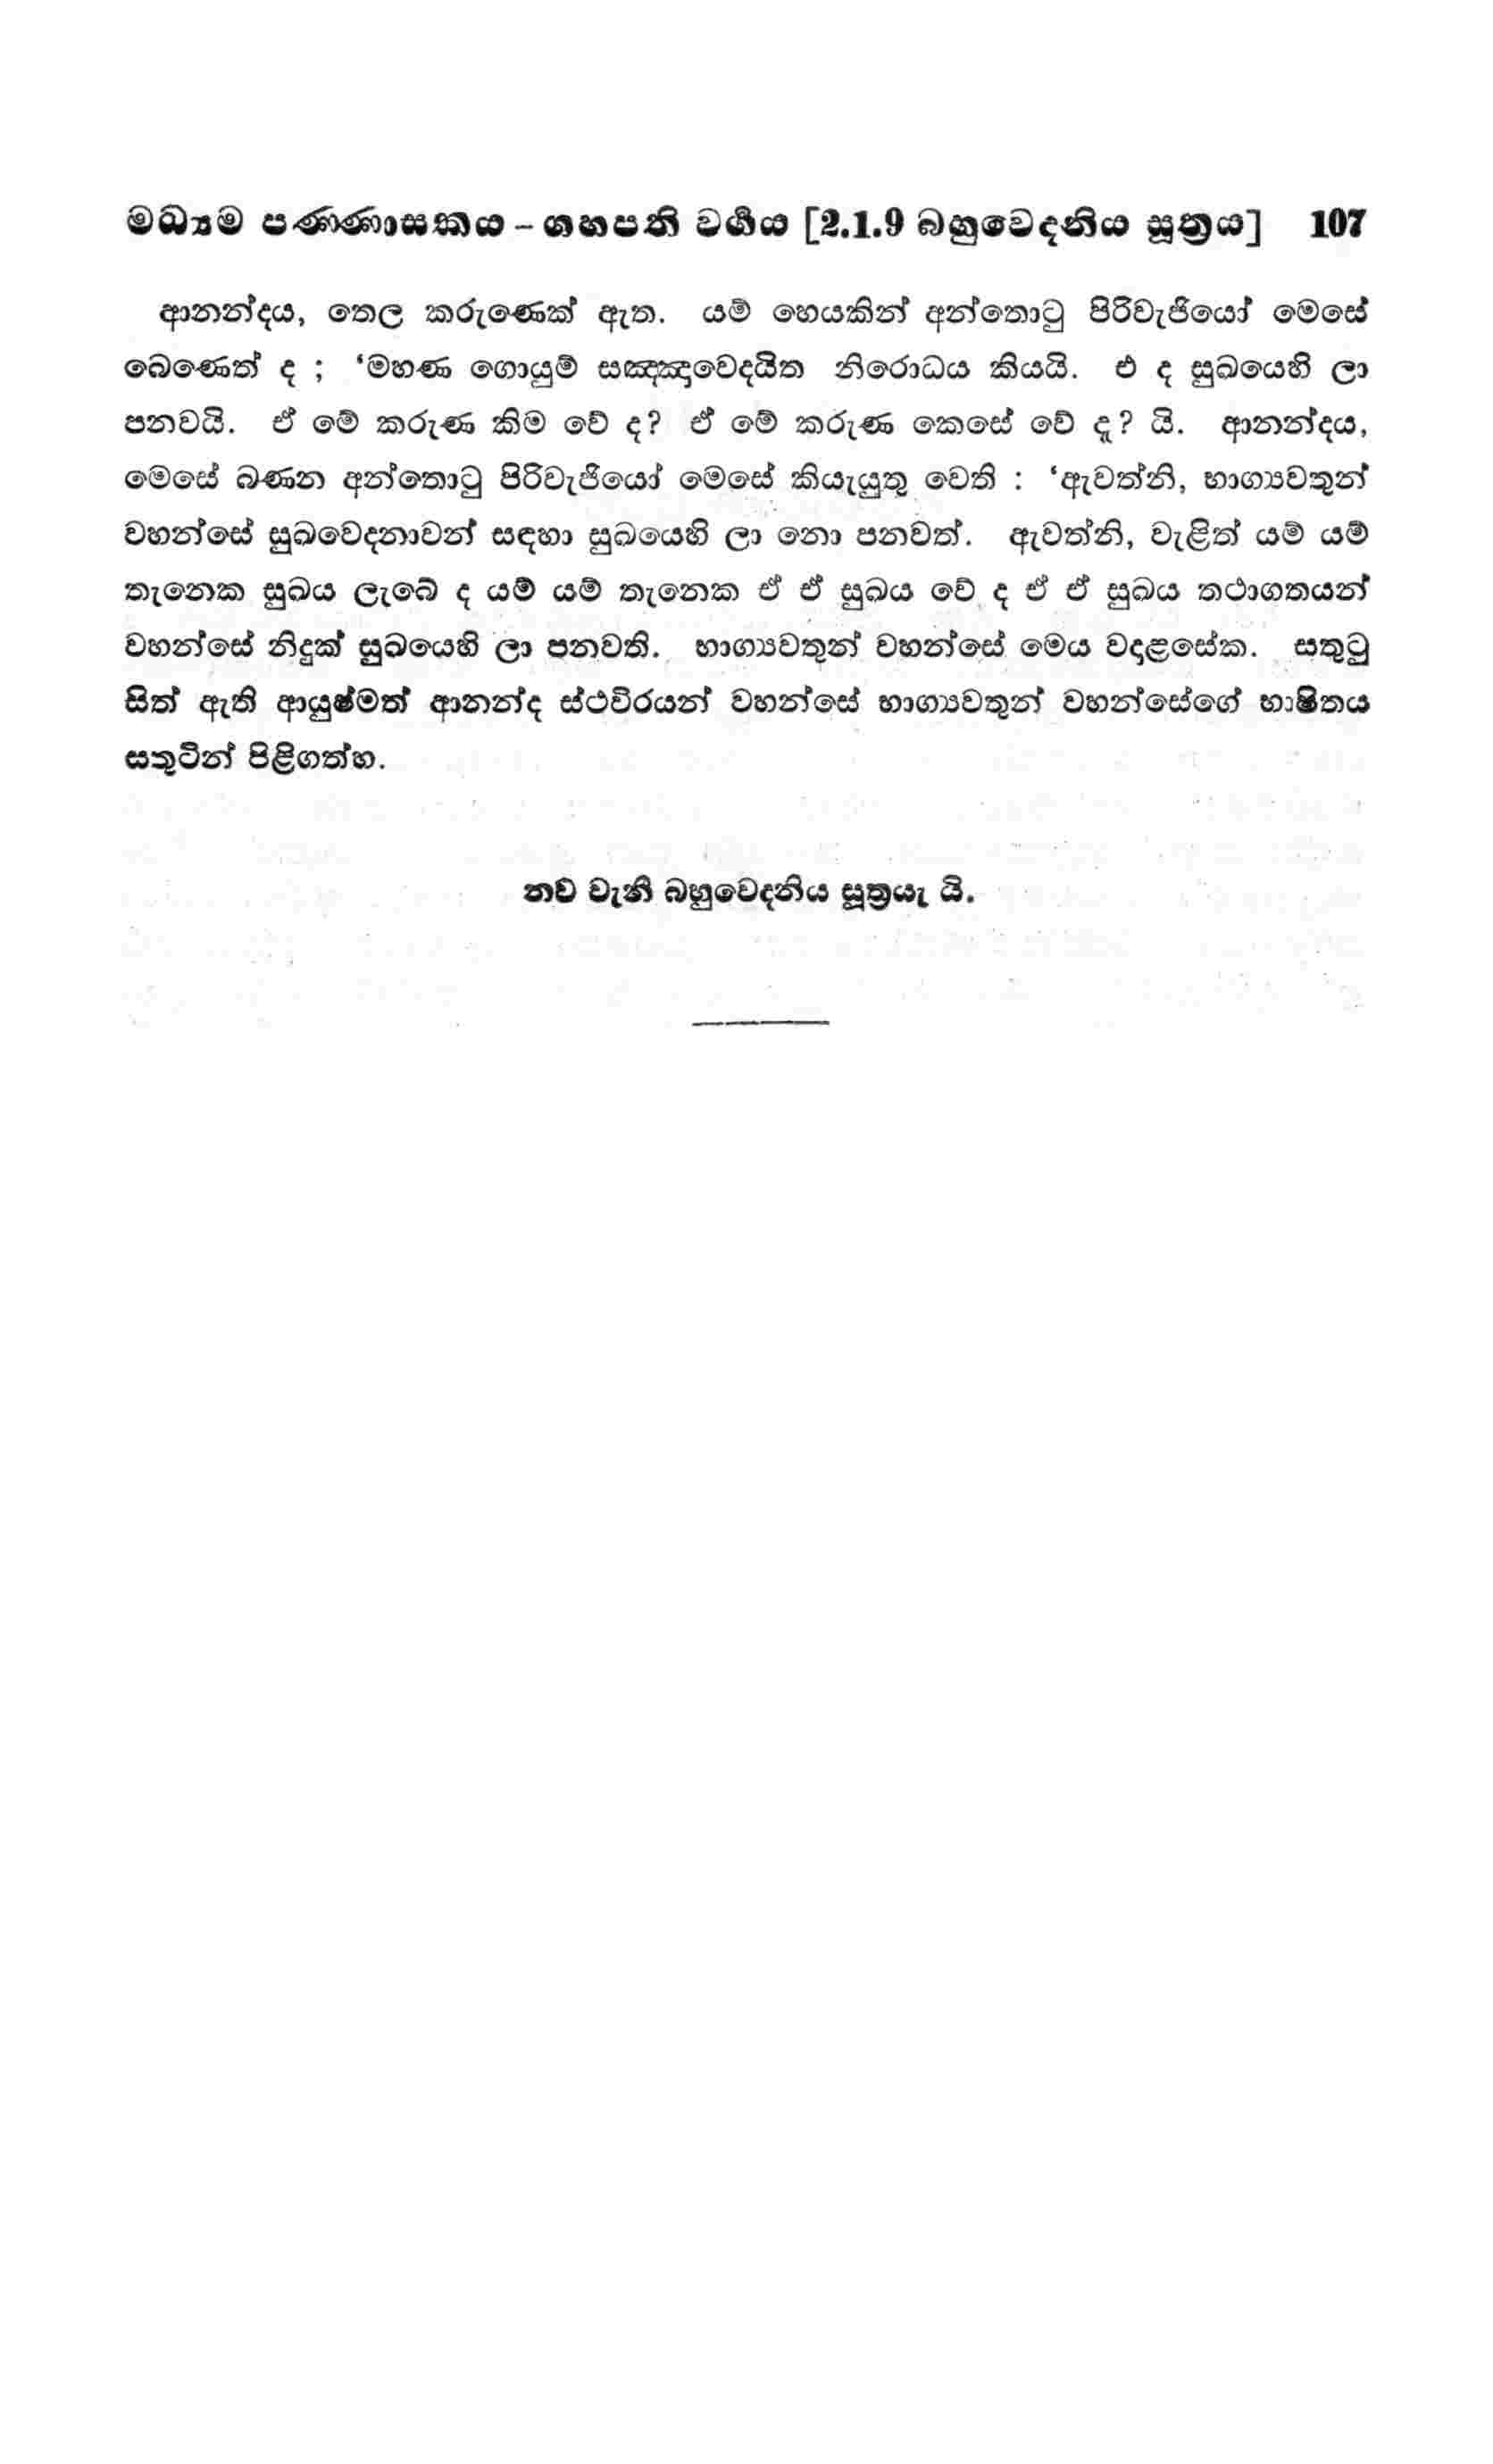 මධ්‍යම පණ්ණාසකය – ගහපති වර්‍ගය [2.1.9 බහුවෙදනිය සූත්‍රය] 107
ආනන්දය, තෙල කරුණෙක් ඇත. යම් හෙයකින් අන්තොටු පිරිවැජියෝ මෙසේ
බෙණෙත් ද ; ‘මහණ ගොයුම් සඤ්ඤාවෙදයිත නිරොධය කියයි. එ ද සුඛයෙහි ලා
පනවයි. ඒ මේ කරුණ කිම වේ ද? ඒ මේ කරුණ කෙසේ වේ දැ? යි. ආනන්දය,
මෙසේ බණන අන්තොටු පිරිවැජියෝ මෙසේ කියැයුතු වෙති : ‘ඇවත්නි, භාග්‍යවතුන්
වහන්සේ සුඛවෙදනාවන් සඳහා සුඛයෙහි ලා නො පනවත්. ඇවත්නි, වැළිත් යම් යම්
තැනෙක සුඛය ලැබේ ද යම් යම් තැනෙක ඒ ඒ සුඛය වේ ද ඒ ඒ සුඛය තථාගතයන්
වහන්සේ නිදුක් සුඛයෙහි ලා පනවති. භාග්‍යවතුන් වහන්සේ මෙය වදාළසේක. සතුටු
සිත් ඇති ආයුෂ්මත් ආනන්ද ස්ථවිරයන් වහන්සේ භාග්‍යවතුන් වහන්සේගේ භාෂිතය
සතුටින් පිළිගත්හ.
නව වැනි බහුවෙදනිය සූත්‍රයැ යි.